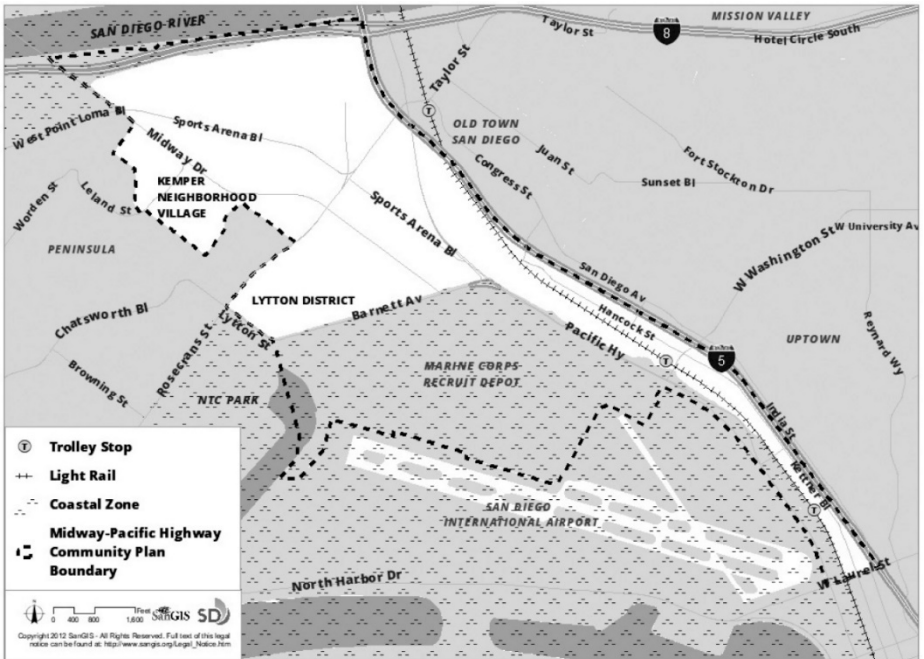 SAN DIEGO RIVER
Taylor St
MISSION VALLEY
8
Hotel Circle South
Taylor St
T
West Point Loma Bl
Sports Arena Bl
Midway Dr
OLD TOWN
SAN DIEGO
Congress St
Juan St
Fort Stockton Dr
Sunset Bl
KEMPER
NEIGHBORHOOD
VILLAGE
Worden St
Leland St
Sports Arena Bl
W Washington St
W University Av
PENINSULA
San Diego Av
LYTTON DISTRICT
Barnett Av
Hancock St
Pacific Hy
Chatsworth Bl
Lytton St
Rosecrans St
Browning St
MARINE CORPS
RECRUIT DEPOT
T
5
UPTOWN
Reynard Wy
NTC PARK
India St
Kettner Bl
SAN DIEGO
INTERNATIONAL AIRPORT
T
W Laurel St
North Harbor Dr
T Trolley Stop
Light Rail
Coastal Zone
Midway-Pacific Highway
Community Plan
Boundary
N
Feet
0 400 800 1,600
SanGIS
SD
Copyright 2012 SanGIS - All Rights Reserved. Full text of this legal
notice can be found at: http://www.sangis.org/Legal_Notice.htm